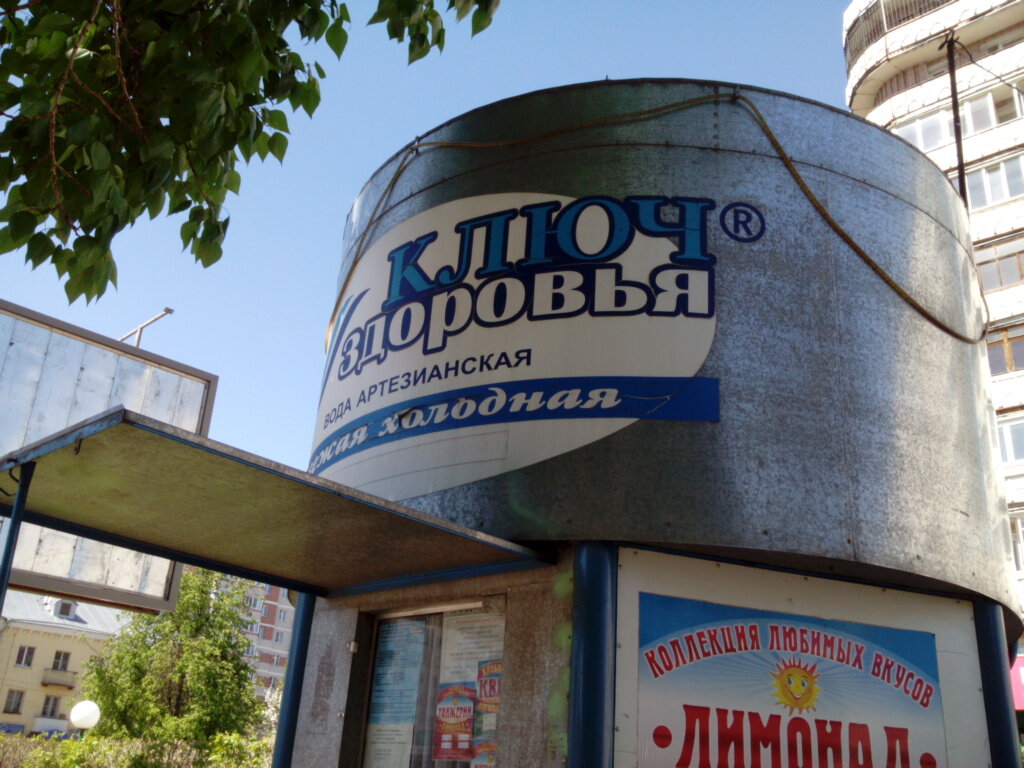 КЛЮЧ®
здоровья
ВОДА АРТЕЗИАНСКАЯ
холодная
КОЛЛЕКЦИЯ ЛЮБИМЫХ ВКУСОВ
• ЛИМОНАД •